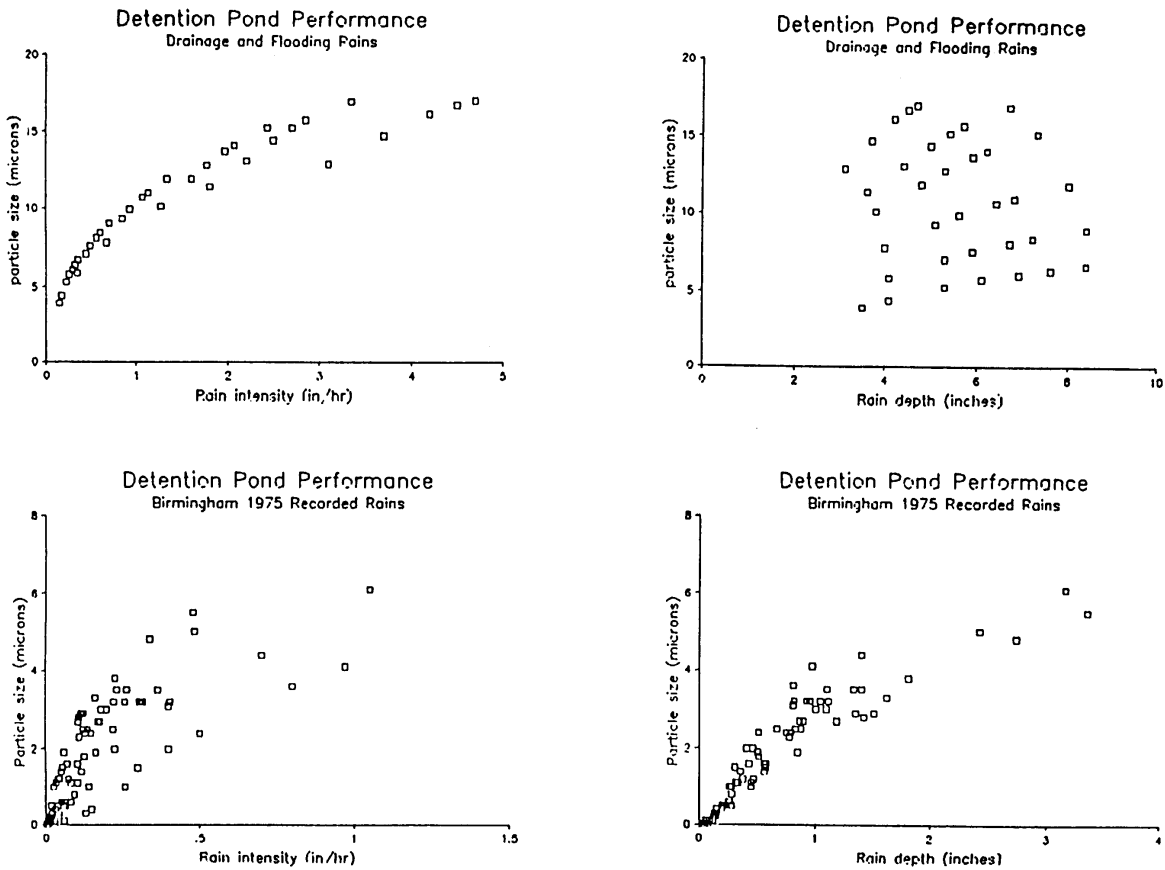 Detention Pond Performance
Drainage and Flooding Rains
20
15
10
5
0
particle size (microns)
0
1
2
3
4
5
Rain intensity (in/hr)
Detention Pond Performance
Drainage and Flooding Rains
20
15
10
5
0
particle size (microns)
0
2
4
6
8
10
Rain depth (inches)
Detention Pond Performance
Birmingham 1975 Recorded Rains
8
6
4
2
0
Particle size (microns)
0
.5
1
1.5
Rain intensity (in/hr)
Detention Pond Performance
Birmingham 1975 Recorded Rains
8
6
4
2
0
Particle size (microns)
0
1
2
3
4
Rain depth (inches)